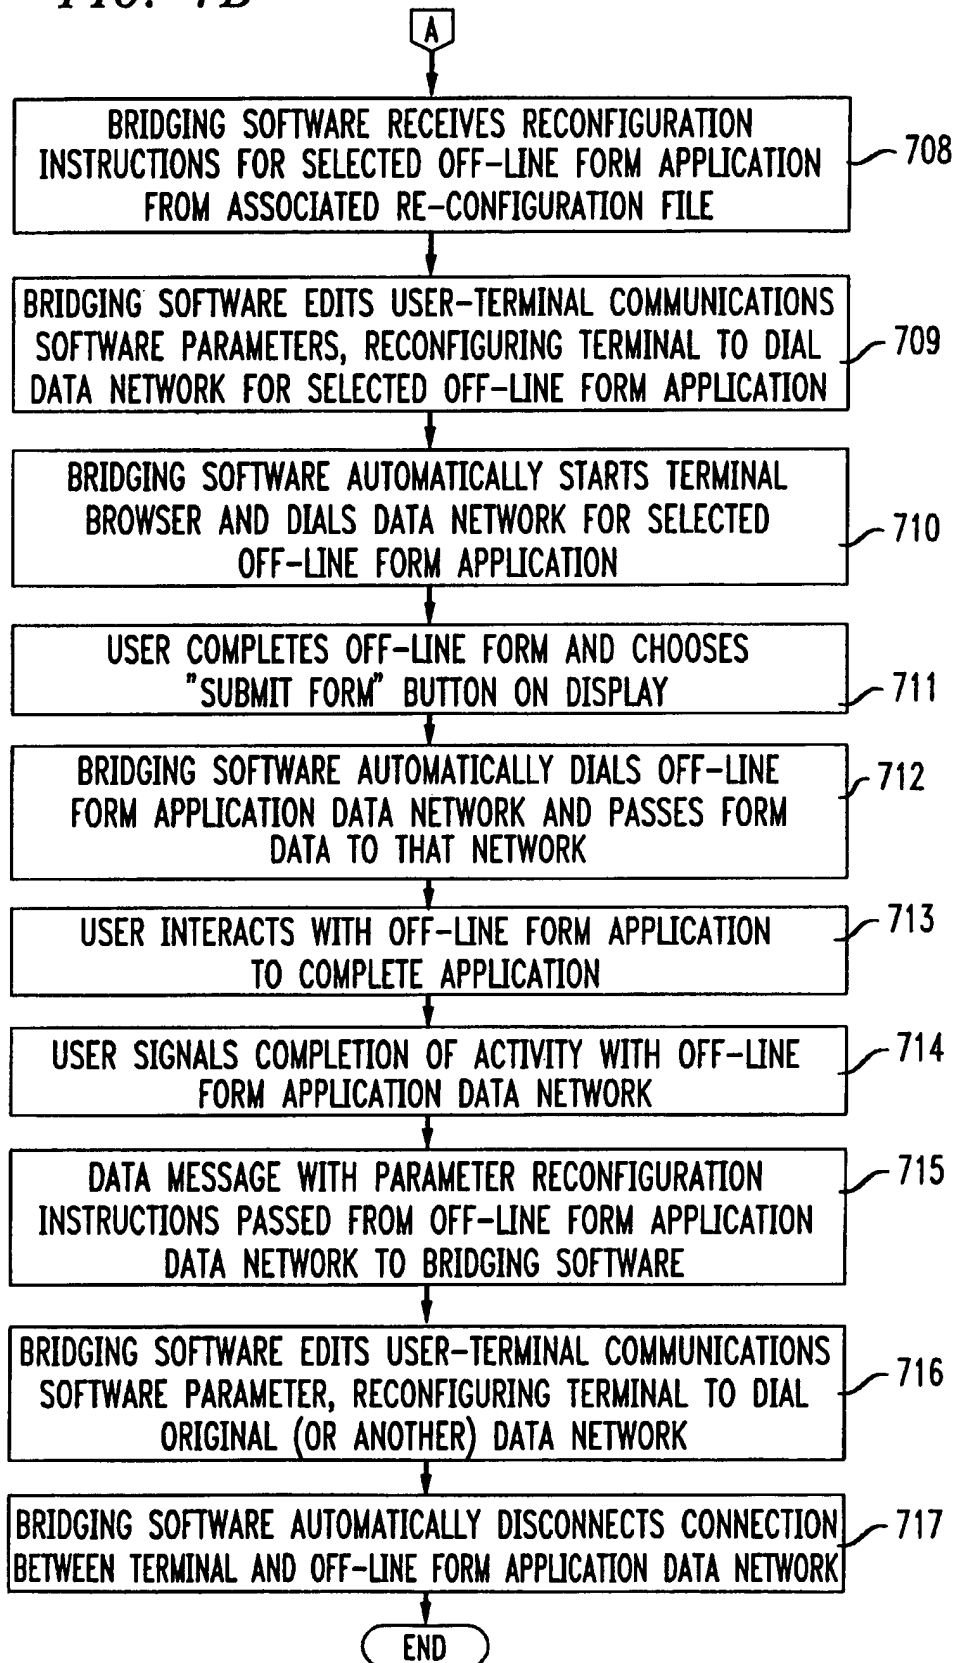 FIG. 7B
A
BRIDGING SOFTWARE RECEIVES RECONFIGURATION
INSTRUCTIONS FOR SELECTED OFF-LINE FORM APPLICATION
FROM ASSOCIATED RE-CONFIGURATION FILE
708
BRIDGING SOFTWARE EDITS USER-TERMINAL COMMUNICATIONS
SOFTWARE PARAMETERS, RECONFIGURING TERMINAL TO DIAL
DATA NETWORK FOR SELECTED OFF-LINE FORM APPLICATION
709
BRIDGING SOFTWARE AUTOMATICALLY STARTS TERMINAL
BROWSER AND DIALS DATA NETWORK FOR SELECTED
OFF-LINE FORM APPLICATION
710
USER COMPLETES OFF-LINE FORM AND CHOOSES
"SUBMIT FORM" BUTTON ON DISPLAY
711
BRIDGING SOFTWARE AUTOMATICALLY DIALS OFF-LINE
FORM APPLICATION DATA NETWORK AND PASSES FORM
DATA TO THAT NETWORK
712
USER INTERACTS WITH OFF-LINE FORM APPLICATION
TO COMPLETE APPLICATION
713
USER SIGNALS COMPLETION OF ACTIVITY WITH OFF-LINE
FORM APPLICATION DATA NETWORK
714
DATA MESSAGE WITH PARAMETER RECONFIGURATION
INSTRUCTIONS PASSED FROM OFF-LINE FORM APPLICATION
DATA NETWORK TO BRIDGING SOFTWARE
715
BRIDGING SOFTWARE EDITS USER-TERMINAL COMMUNICATIONS
SOFTWARE PARAMETER, RECONFIGURING TERMINAL TO DIAL
ORIGINAL (OR ANOTHER) DATA NETWORK
716
BRIDGING SOFTWARE AUTOMATICALLY DISCONNECTS CONNECTION
BETWEEN TERMINAL AND OFF-LINE FORM APPLICATION DATA NETWORK
717
END